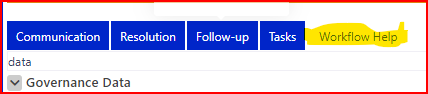 Communication Resolution Follow-up Tasks Workflow Help
data
Governance Data